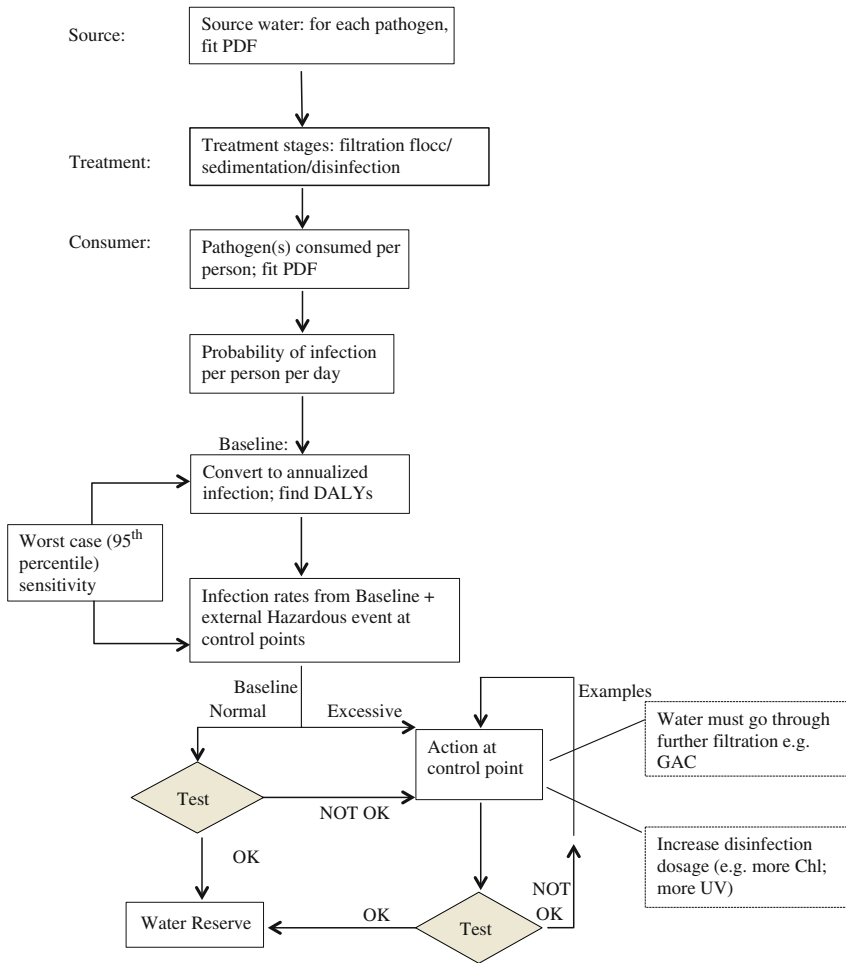 Source:
Source water: for each pathogen,
fit PDF
Treatment:
Treatment stages: filtration flocc/
sedimentation/disinfection
Consumer:
Pathogen(s) consumed per
person; fit PDF
Probability of infection
per person per day
Baseline:
Convert to annualized
infection; find DALYs
Worst case (95th
percentile)
sensitivity
Infection rates from Baseline +
external Hazardous event at
control points
Baseline
Normal
Excessive
Examples
Action at
control point
Water must go through
further filtration e.g.
GAC
Test
NOT OK
OK
Increase disinfection
dosage (e.g. more Chl;
more UV)
Water Reserve
OK
Test
NOT
OK